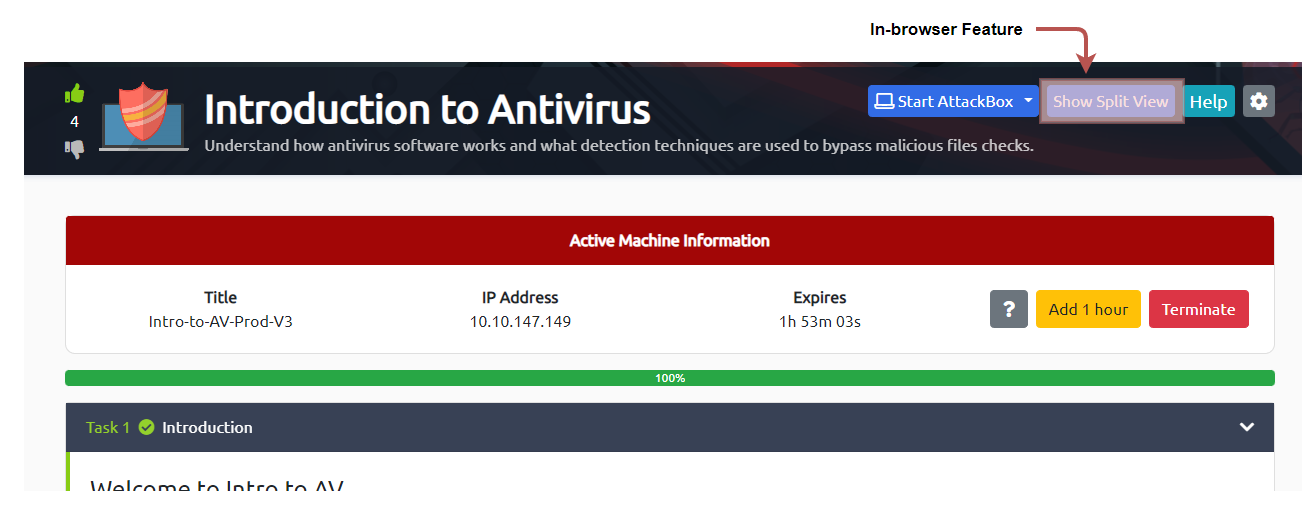 In-browser Feature
4
Introduction to Antivirus
Start AttackBox
Show Split View
Help
Understand how antivirus software works and what detection techniques are used to bypass malicious files checks.
Active Machine Information
Title
IP Address
Expires
Intro-to-AV-Prod-V3
10.10.147.149
1h 53m 03s
?
Add 1 hour
Terminate
100%
Task 1 Introduction
Welcome to Intro to AV